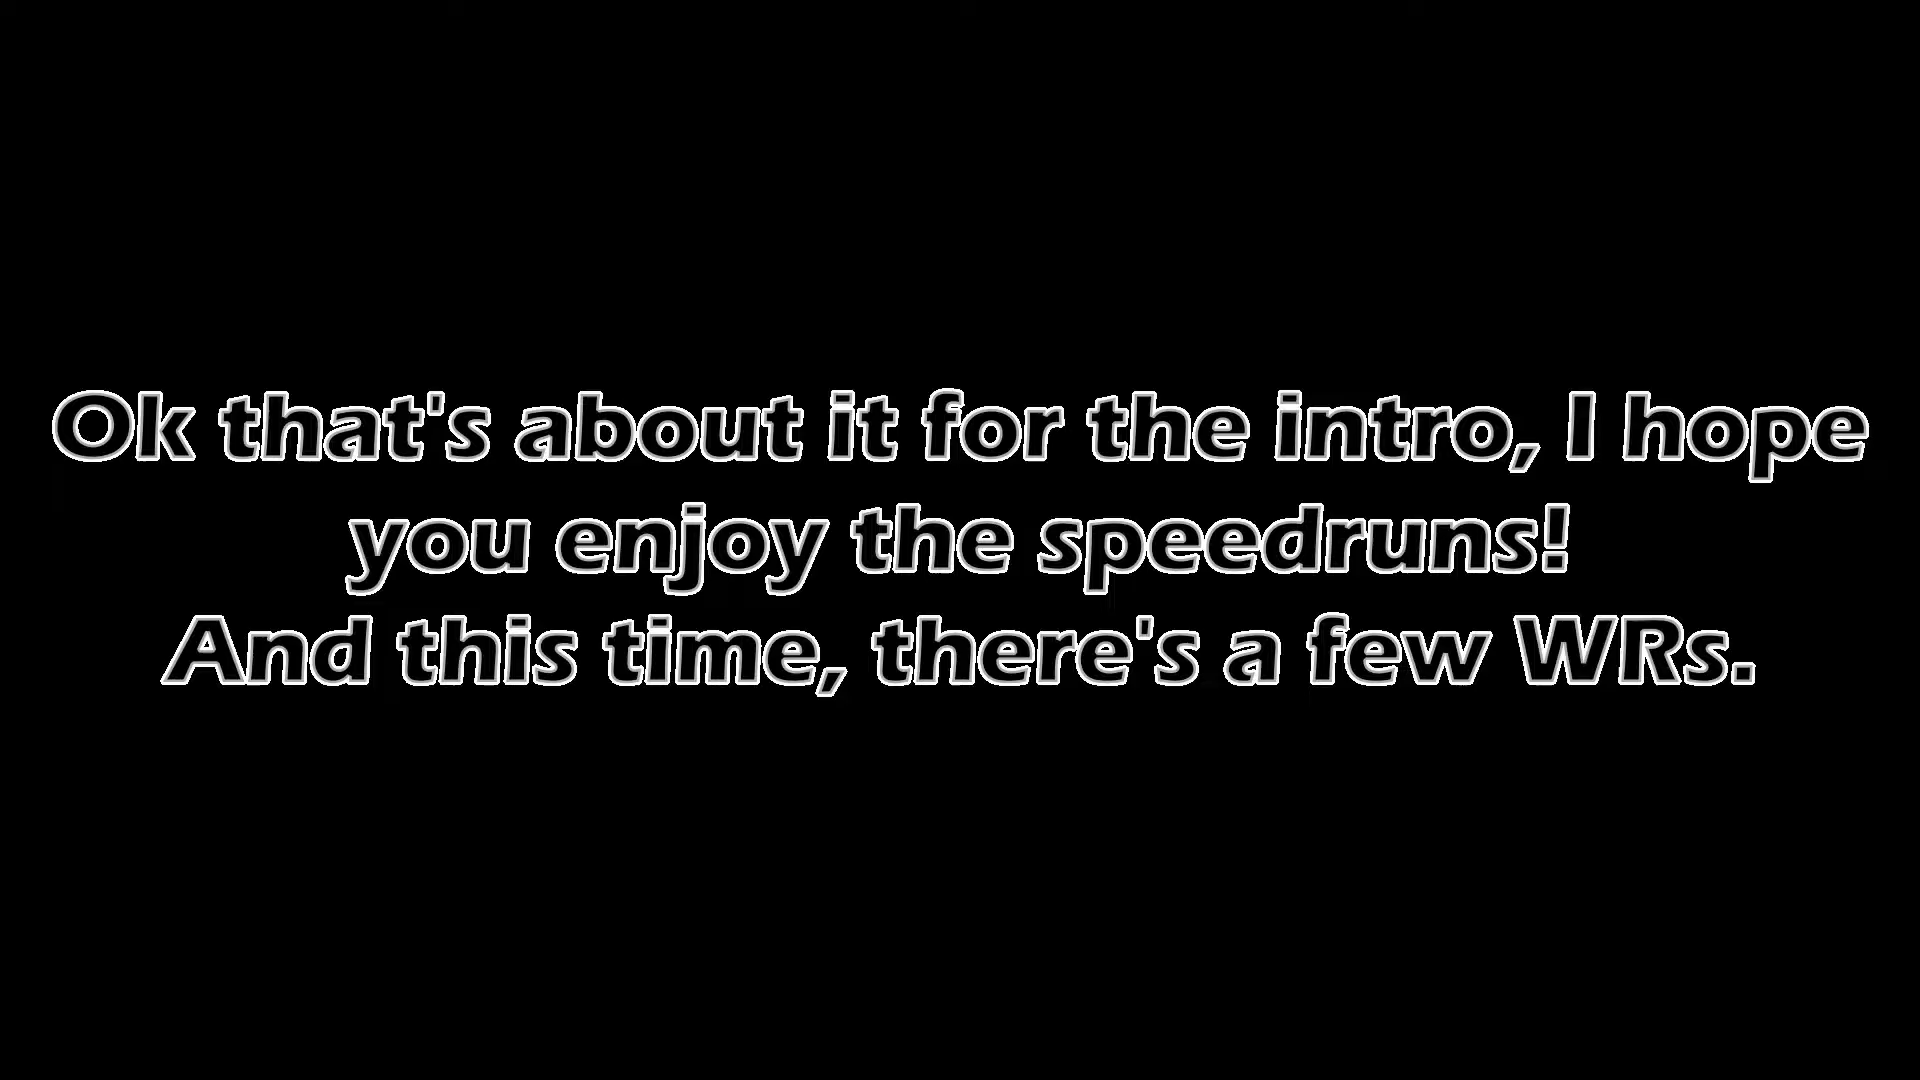 Ok that's about it for the intro, I hope
you enjoy the speedruns!
And this time, there's a few WRs.